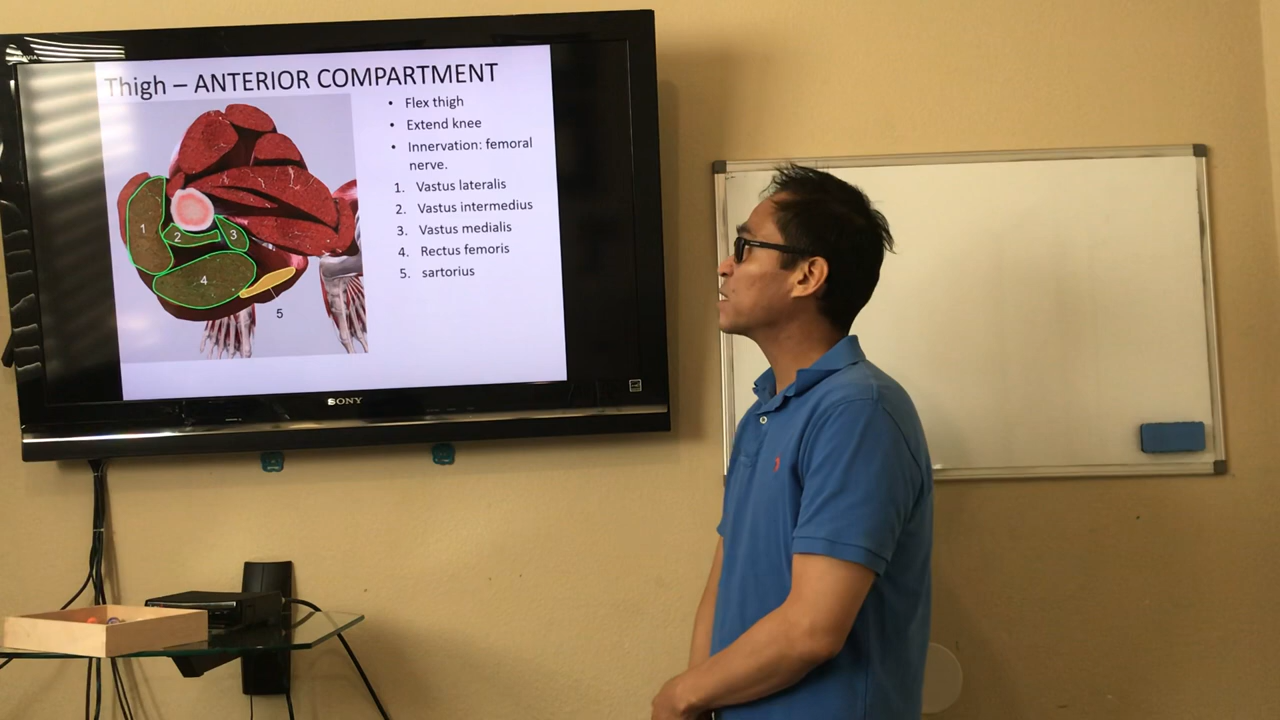 Thigh – ANTERIOR COMPARTMENT
• Flex thigh
• Extend knee
• Innervation: femoral
nerve.
1. Vastus lateralis
2. Vastus intermedius
3. Vastus medialis
4. Rectus femoris
5. sartorius
1
2
3
4
5
SONY